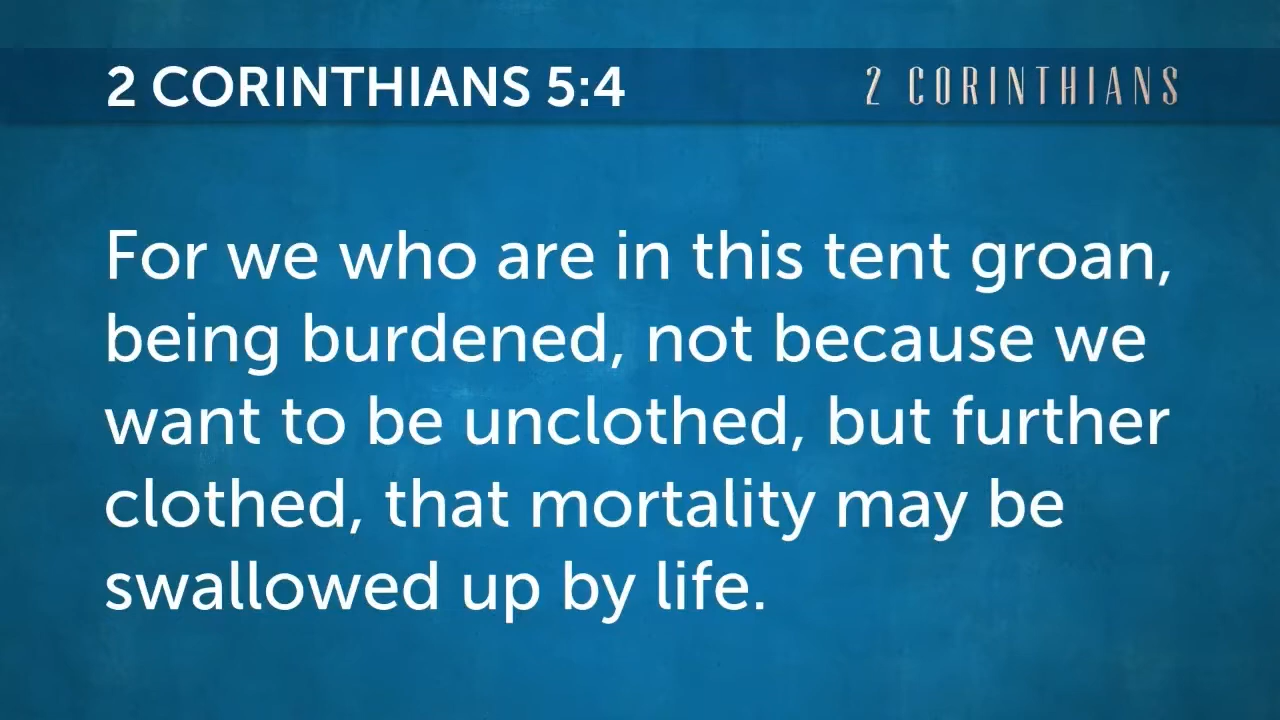 2 CORINTHIANS 5:4
2 CORINTHIANS
For we who are in this tent groan,
being burdened, not because we
want to be unclothed, but further
clothed, that mortality may be
swallowed up by life.